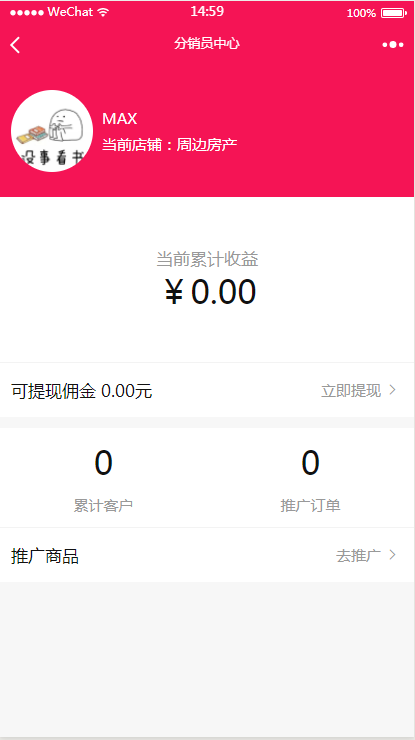 ●●●●● WeChat 14:59 100%
分销员中心
MAX
当前店铺：周边房产
没事看书
当前累计收益
￥0.00
可提现佣金 0.00元 立即提现
0 0
累计客户 推广订单
推广商品 去推广